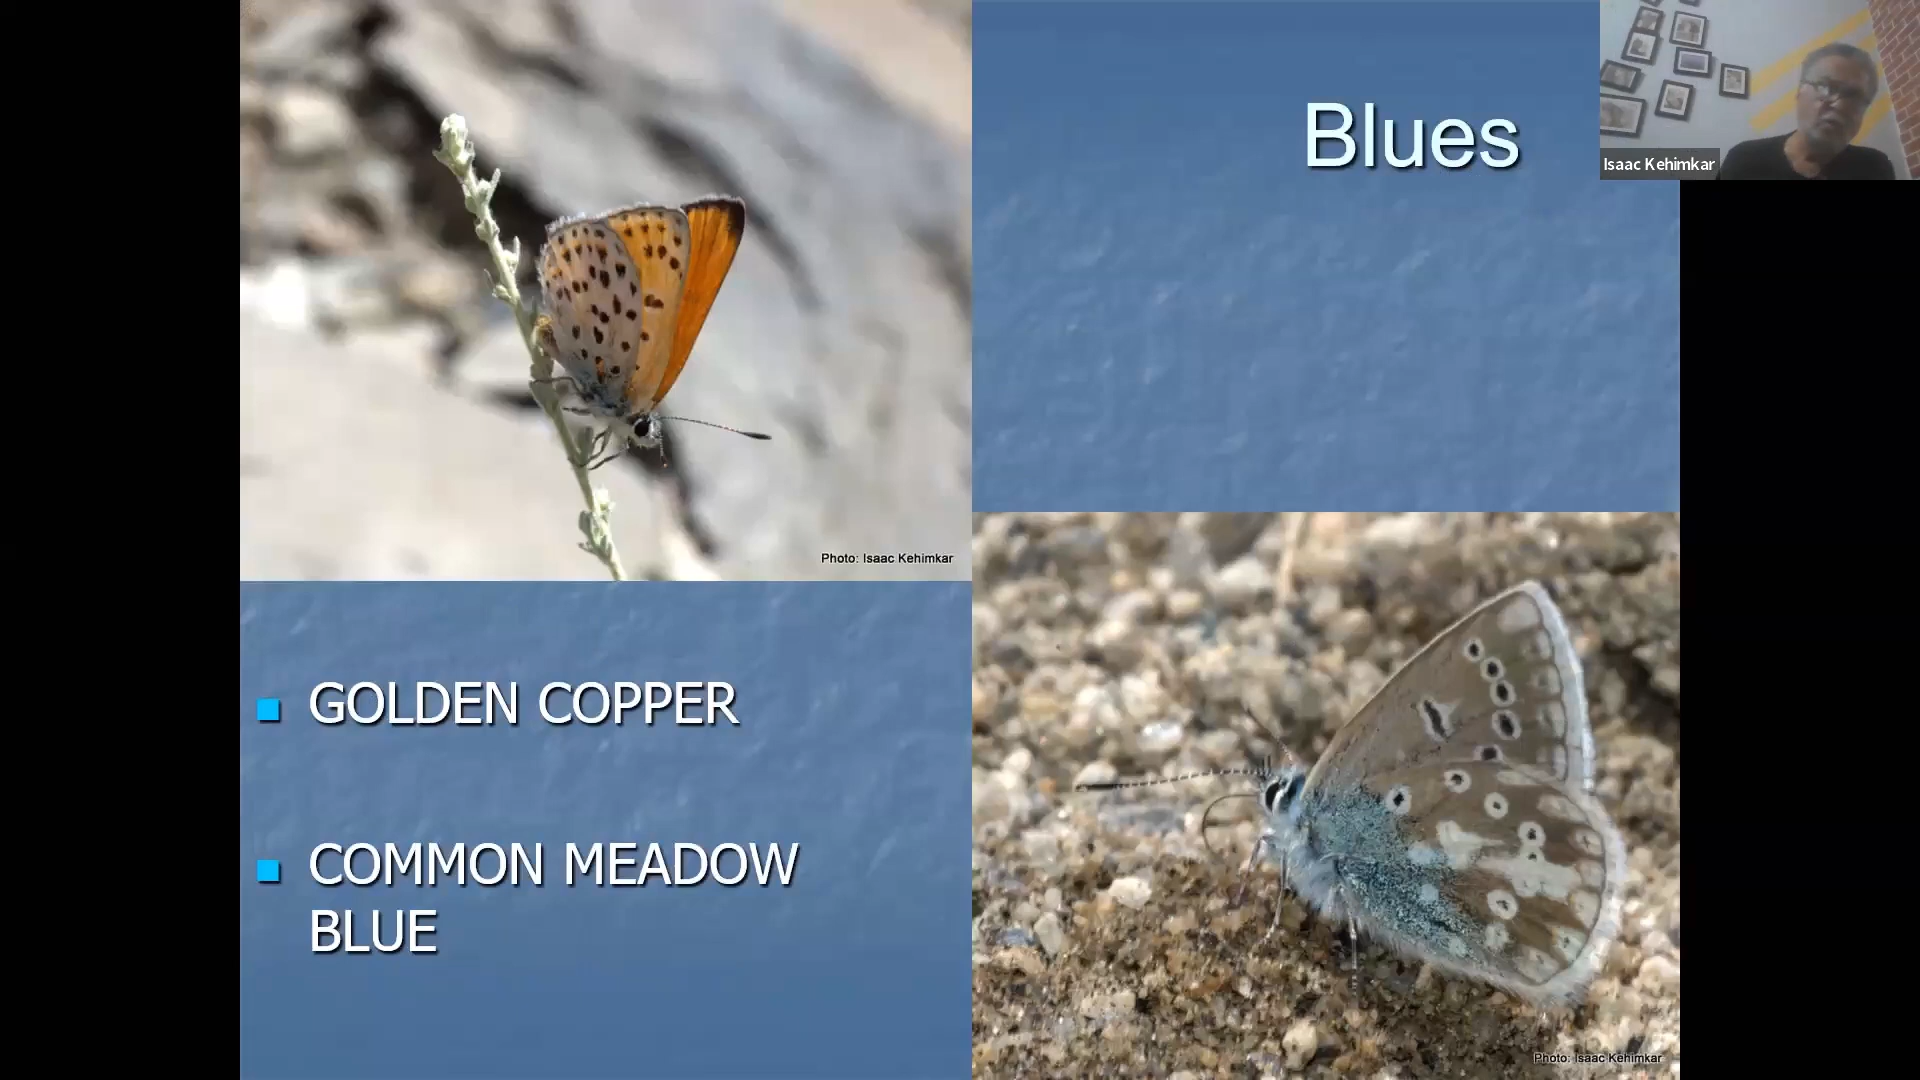 Blues
Isaac Kehimkar
Photo: Isaac Kehimkar
GOLDEN COPPER
COMMON MEADOW
BLUE
Photo: Isaac Kehimkar